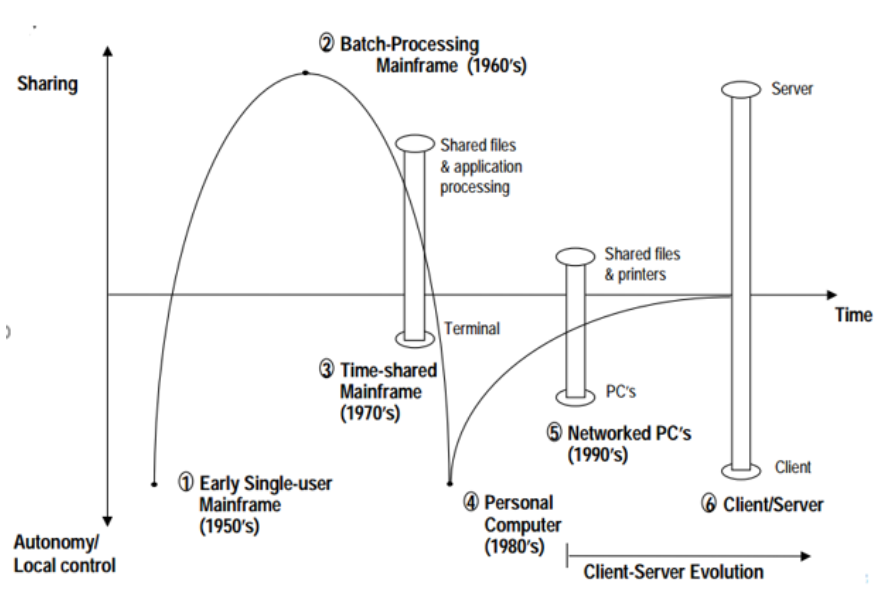 ② Batch-Processing
Mainframe (1960's)
Sharing
Server
Shared files
& application
processing
Shared files
& printers
Time
Terminal
③ Time-shared
Mainframe
(1970's)
PC's
⑤ Networked PC's
(1990's)
Client
① Early Single-user
Mainframe
(1950's)
④ Personal
Computer
(1980's)
⑥ Client/Server
Autonomy/
Local control
Client-Server Evolution